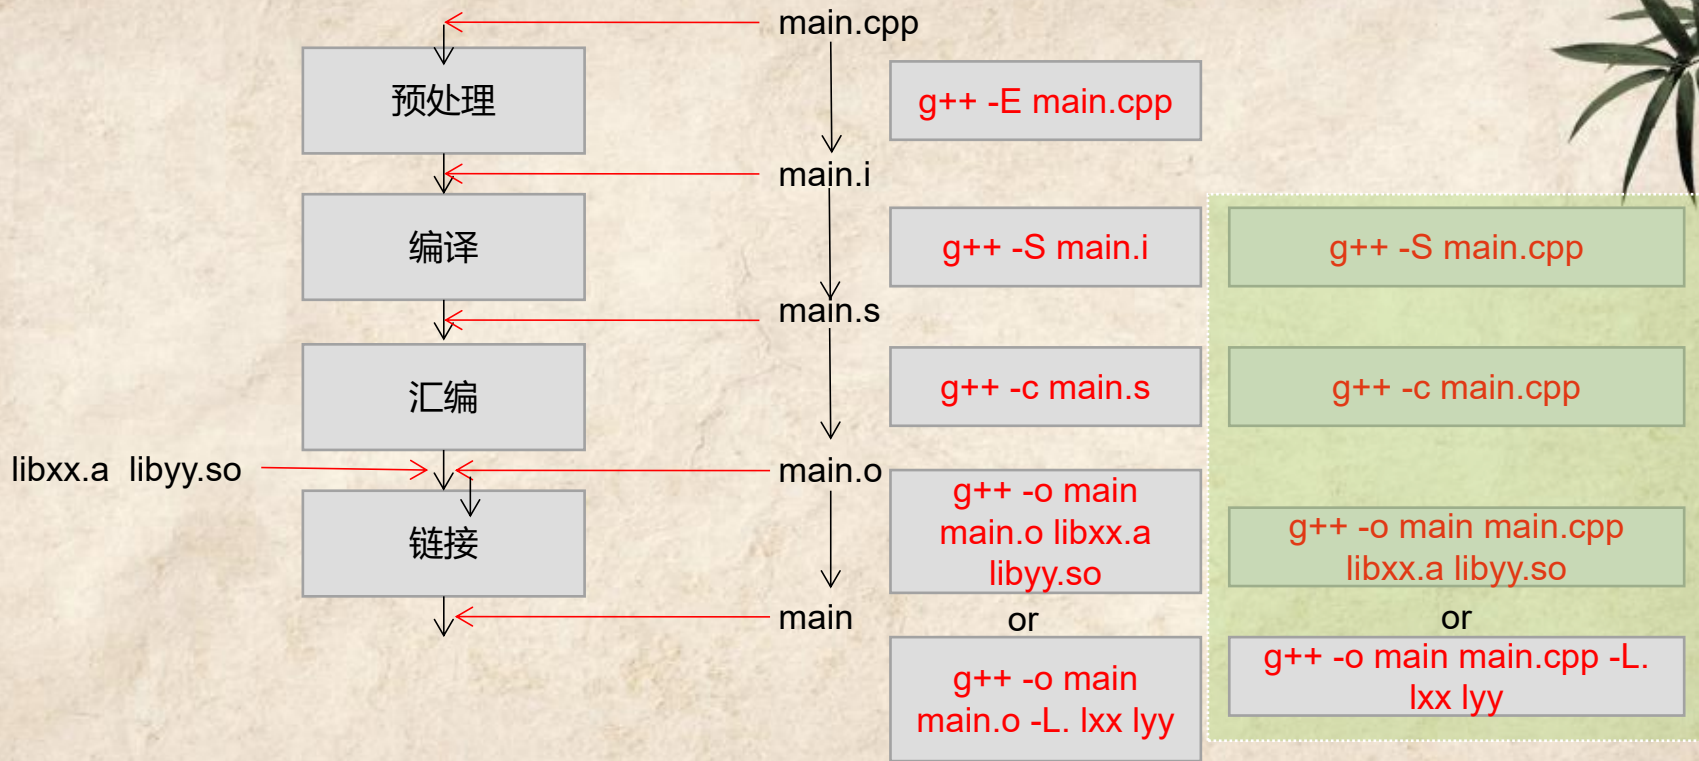 main.cpp
预处理
g++ -E main.cpp
main.i
编译
g++ -S main.i
g++ -S main.cpp
main.s
汇编
g++ -c main.s
g++ -c main.cpp
libxx.a libyy.so
main.o
链接
g++ -o main
main.o libxx.a
libyy.so
g++ -o main main.cpp
libxx.a libyy.so
main
or
or
g++ -o main
main.o -L. lxx lyy
g++ -o main main.cpp -L.
lxx lyy